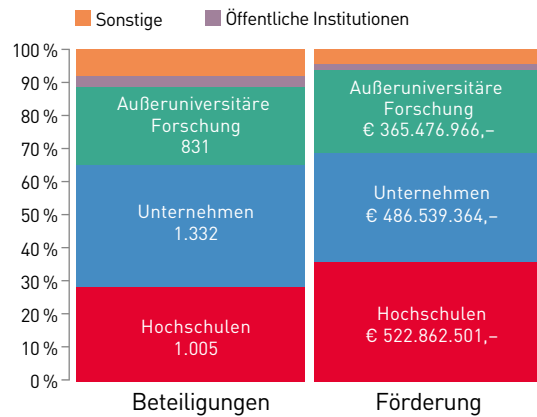 Sonstige
Öffentliche Institutionen
100 %
90 %
80 %
70 %
60 %
50 %
40 %
30 %
20 %
10 %
0 %
Außeruniversitäre
Forschung
831
Unternehmen
1.332
Hochschulen
1.005
Außeruniversitäre
Forschung
€ 365.476.966,–
Unternehmen
€ 486.539.364,–
Hochschulen
€ 522.862.501,–
Beteiligungen
Förderung